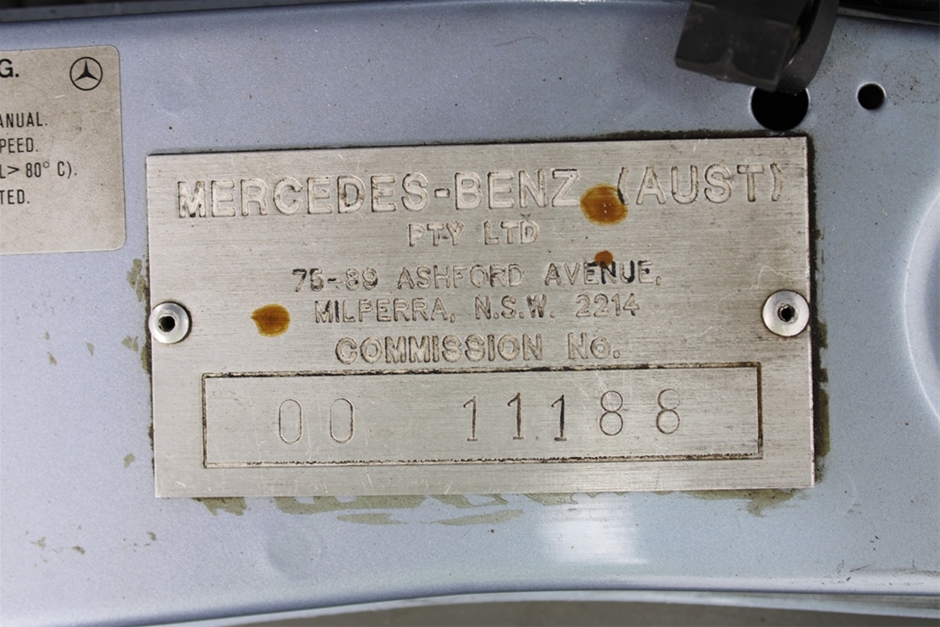 G.
ANUAL.
PEED.
L> 80° C).
TED.
MERCEDES-BENZ (AUST)
PTY LTD
75-89 ASHFORD AVENUE,
MILPERRA, N.S.W. 2214
COMMISSION No.
00 11188